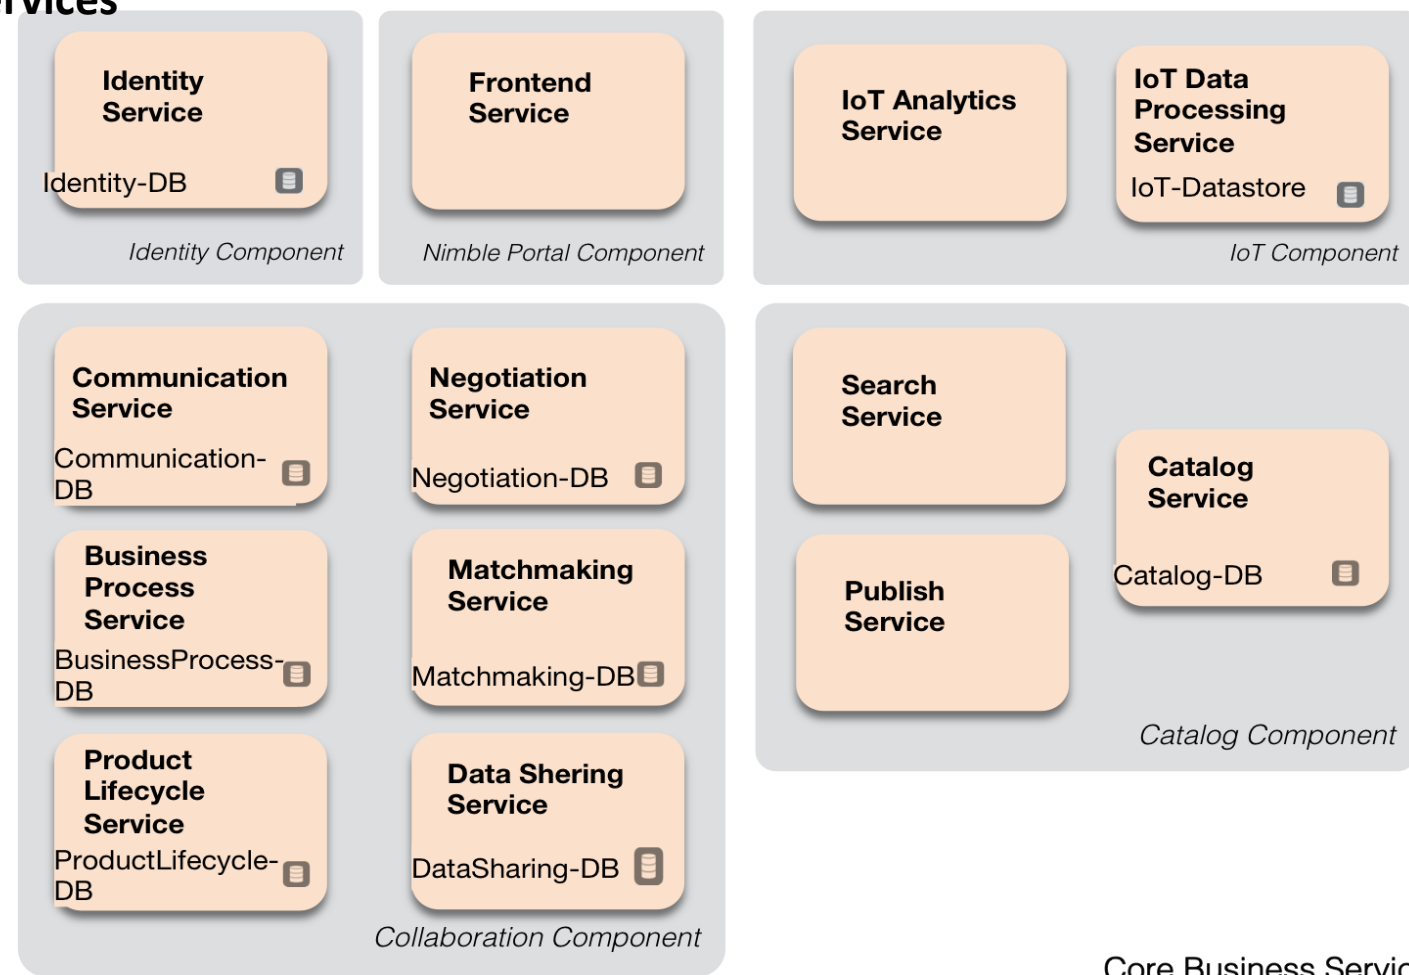 ervices
Identity
Service
Identity-DB
Identity Component
Frontend
Service
Nimble Portal Component
IoT Analytics
Service
IoT Data
Processing
Service
IoT-Datastore
IoT Component
Communication
Service
Communication-
DB
Negotiation
Service
Negotiation-DB
Business
Process
Service
BusinessProcess-
DB
Matchmaking
Service
Matchmaking-DB
Product
Lifecycle
Service
ProductLifecycle-
DB
Data Shering
Service
DataSharing-DB
Collaboration Component
Search
Service
Catalog
Service
Catalog-DB
Publish
Service
Catalog Component
Core Business Servic